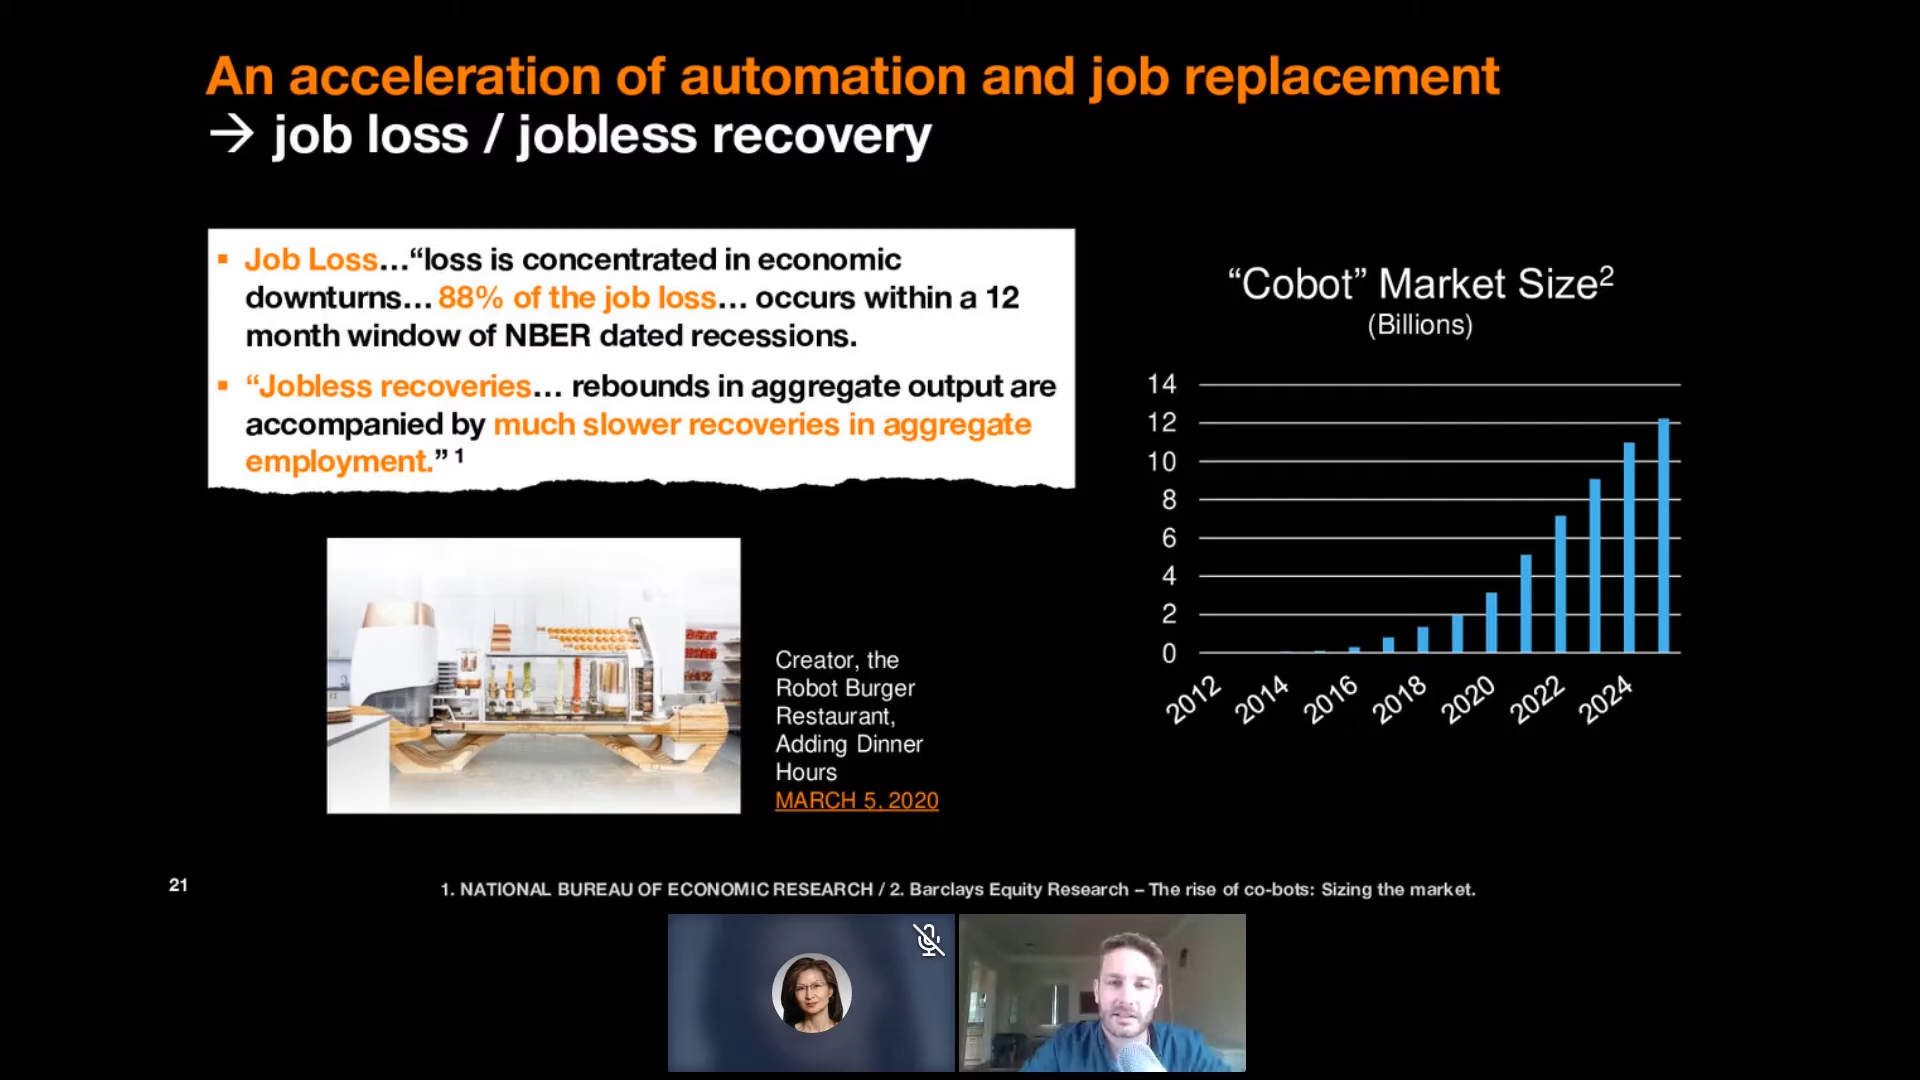 An acceleration of automation and job replacement
→ job loss / jobless recovery
▪ Job Loss…“loss is concentrated in economic
downturns… 88% of the job loss… occurs within a 12
month window of NBER dated recessions.
▪ “Jobless recoveries… rebounds in aggregate output are
accompanied by much slower recoveries in aggregate
employment.” 1
Creator, the
Robot Burger
Restaurant,
Adding Dinner
Hours
MARCH 5, 2020
“Cobot” Market Size2
(Billions)
14
12
10
8
6
4
2
0
2012 2014 2016 2018 2020 2022 2024
21
1. NATIONAL BUREAU OF ECONOMIC RESEARCH / 2. Barclays Equity Research – The rise of co-bots: Sizing the market.